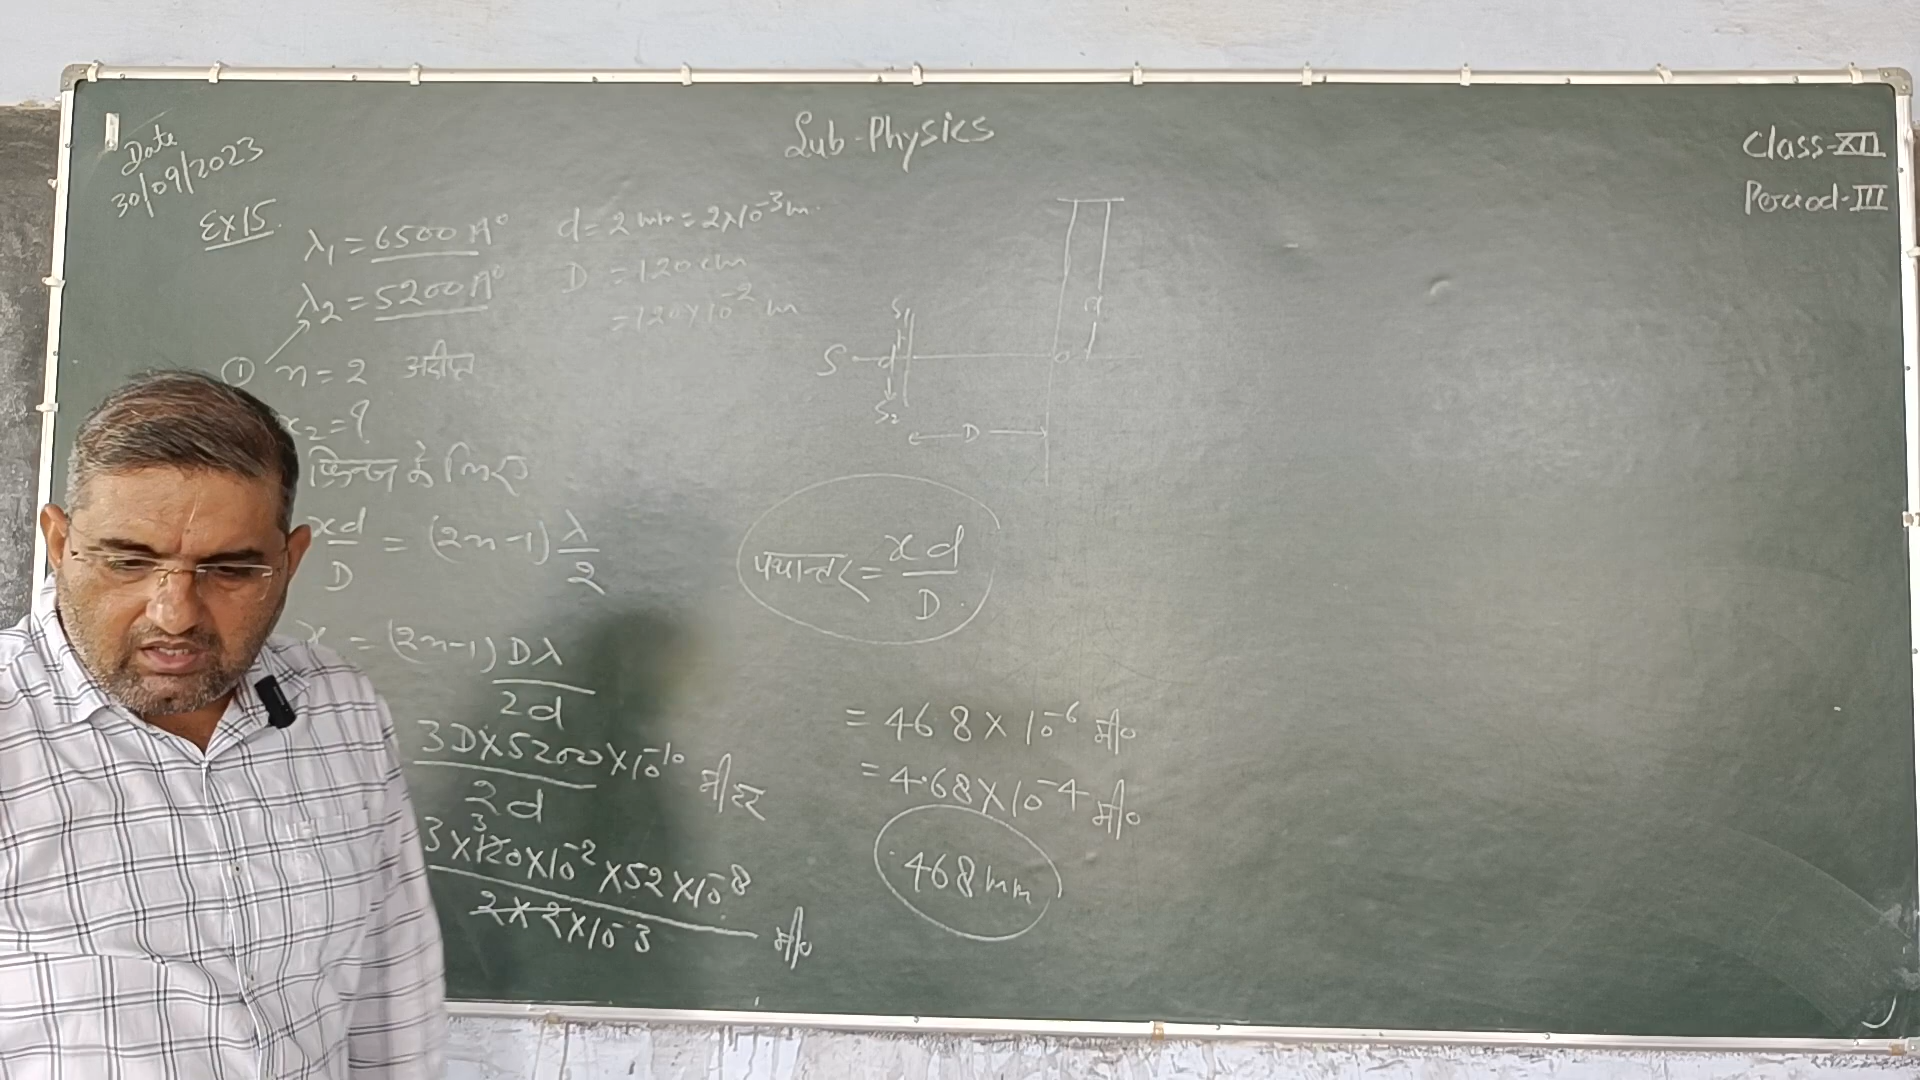 Date
30/09/2023
Sub-Physics
Class-XII
Period-III
Ex15.
λ₁ = 6500 A° d = 2 mm = 2×10⁻³ m.
λ₂ = 5200 A° D = 120 cm
= 120×10⁻² m
① n = 2 अदीप्त
x₂ = ?
फ्रिन्ज के लिए
xd/D = (2n-1) λ/2
x = (2n-1) Dλ/2d
3D×5200×10⁻¹⁰/2d मीटर
3×120×10⁻²×52×10⁻⁸/2×2×10⁻³ मी०
3
S
S₁
d
S₂
D
O
पथान्तर = xd/D.
= 468×10⁻⁶ मी०
= 4.68×10⁻⁴ मी०
.468 mm